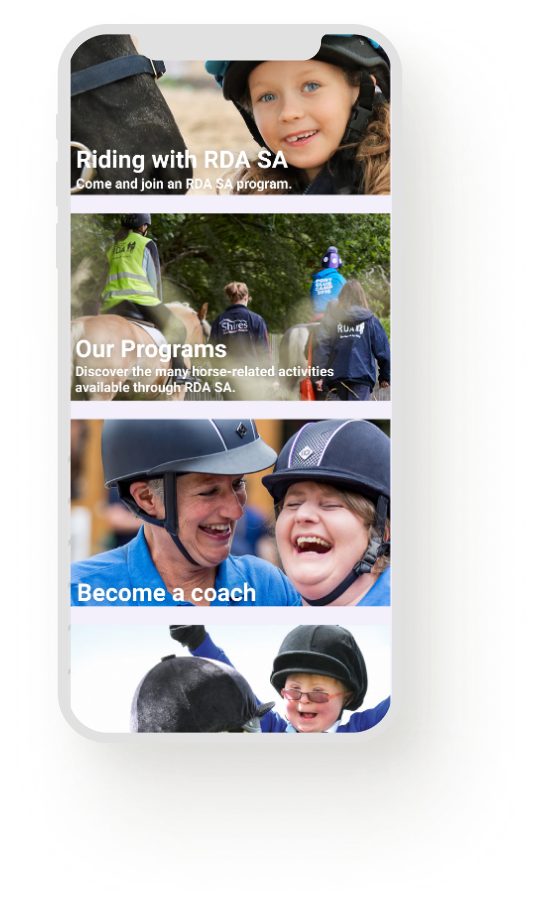 Riding with RDA SA
Come and join an RDA SA program.
RDA
Shires
RDA
Our Programs
Discover the many horse-related activities
available through RDA SA.
Become a coach